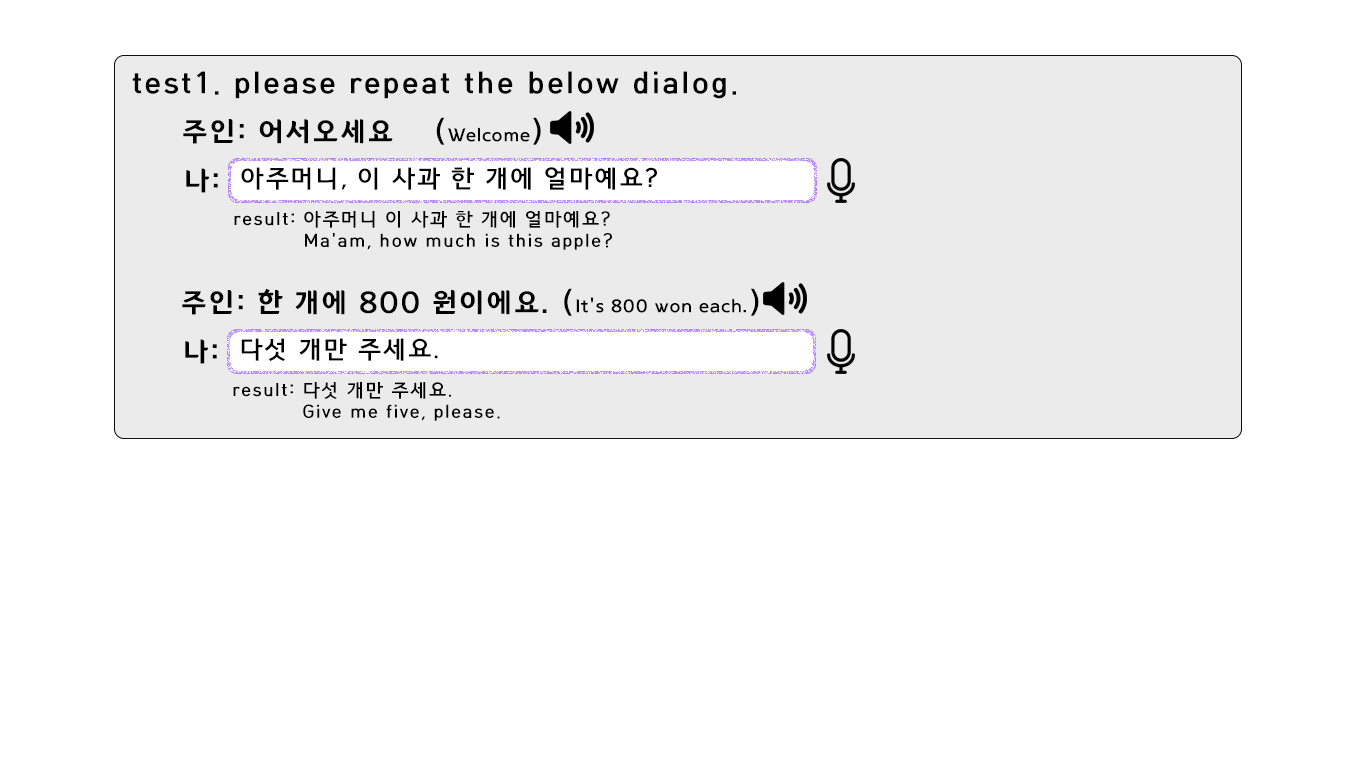 test1. please repeat the below dialog.
주인: 어서오세요 (Welcome)
나: 아주머니, 이 사과 한 개에 얼마예요?
result: 아주머니 이 사과 한 개에 얼마예요?
Ma'am, how much is this apple?
주인: 한 개에 800 원이에요. (It's 800 won each.)
나: 다섯 개만 주세요.
result: 다섯 개만 주세요.
Give me five, please.